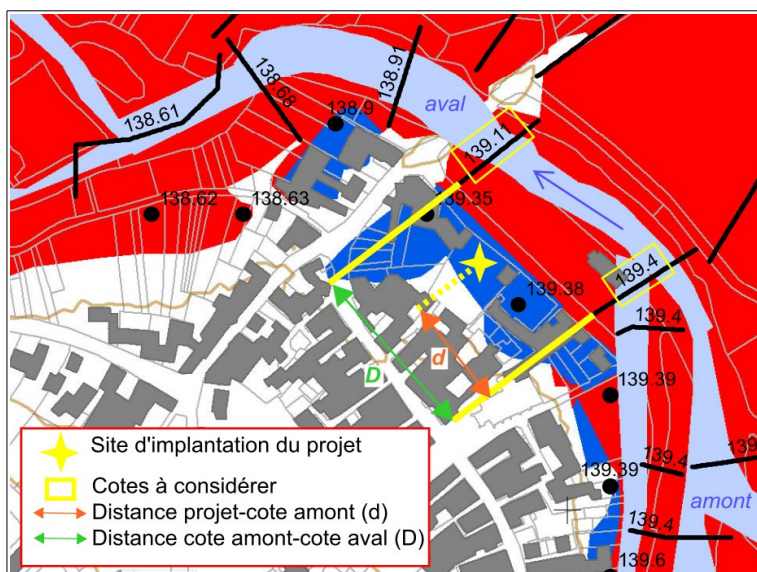 138.91
aval
138.68
138.61
138.9
139.11
138.62
138.63
139.35
139.4
139.38
139.4
D
d
139.39
Site d'implantation du projet
Cotes à considérer
Distance projet-cote amont (d)
Distance cote amont-cote aval (D)
139.39
139.4
139
amont
139.4
139.6